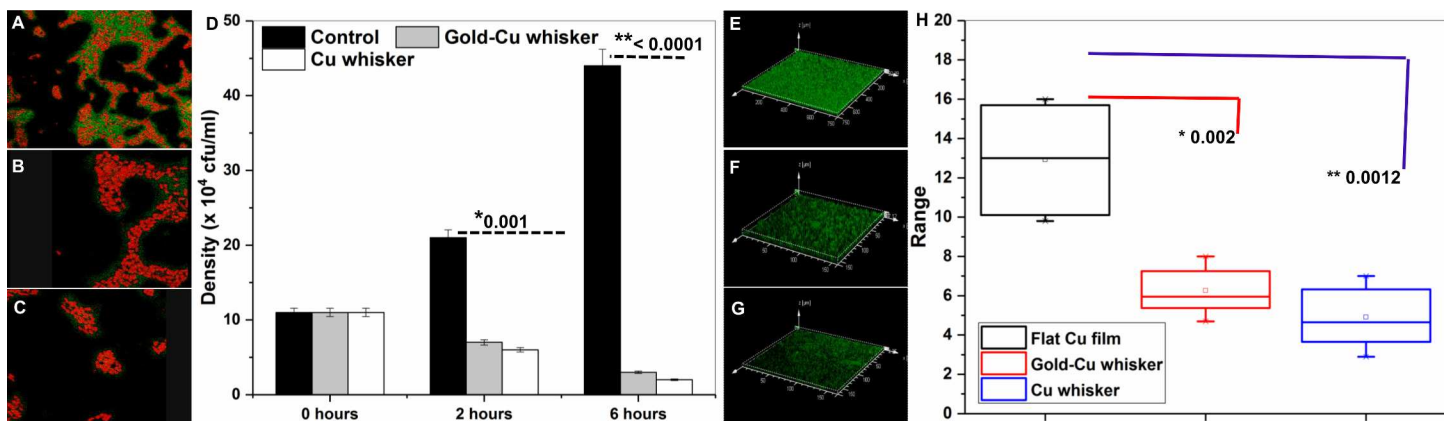 A
B
C
D
Density (x 10⁴ cfu/ml)
50
40
30
20
10
0
Control
Gold-Cu whisker
Cu whisker
*0.001
**< 0.0001
0 hours
2 hours
6 hours
E
F
G
H
Range
20
18
16
14
12
10
8
6
4
2
0
* 0.002
** 0.0012
Flat Cu film
Gold-Cu whisker
Cu whisker